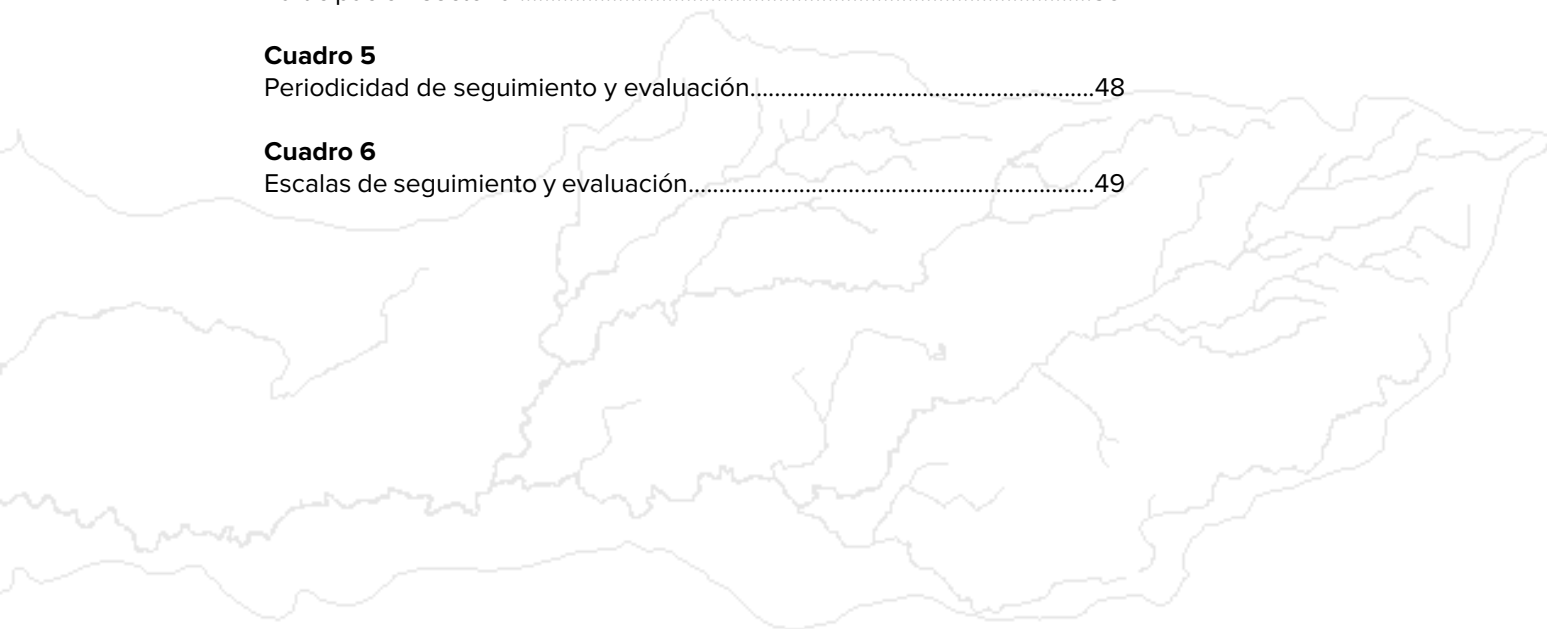 Cuadro 5
Periodicidad de seguimiento y evaluación.......................................................48
Cuadro 6
Escalas de seguimiento y evaluación.................................................................49